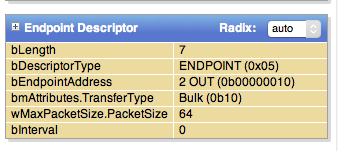 Endpoint Descriptor Radix: auto
bLength 7
bDescriptorType ENDPOINT (0x05)
bEndpointAddress 2 OUT (0b00000010)
bmAttributes.TransferType Bulk (0b10)
wMaxPacketSize.PacketSize 64
bInterval 0